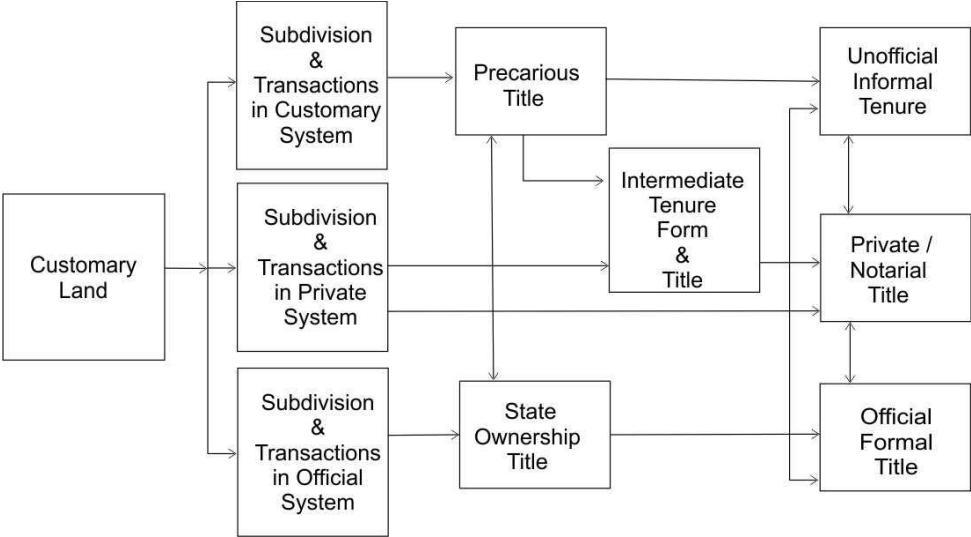 Customary
Land
Subdivision
&
Transactions
in Customary
System
Subdivision
&
Transactions
in Private
System
Subdivision
&
Transactions
in Official
System
Precarious
Title
Intermediate
Tenure
Form
&
Title
State
Ownership
Title
Unofficial
Informal
Tenure
Private /
Notarial
Title
Official
Formal
Title